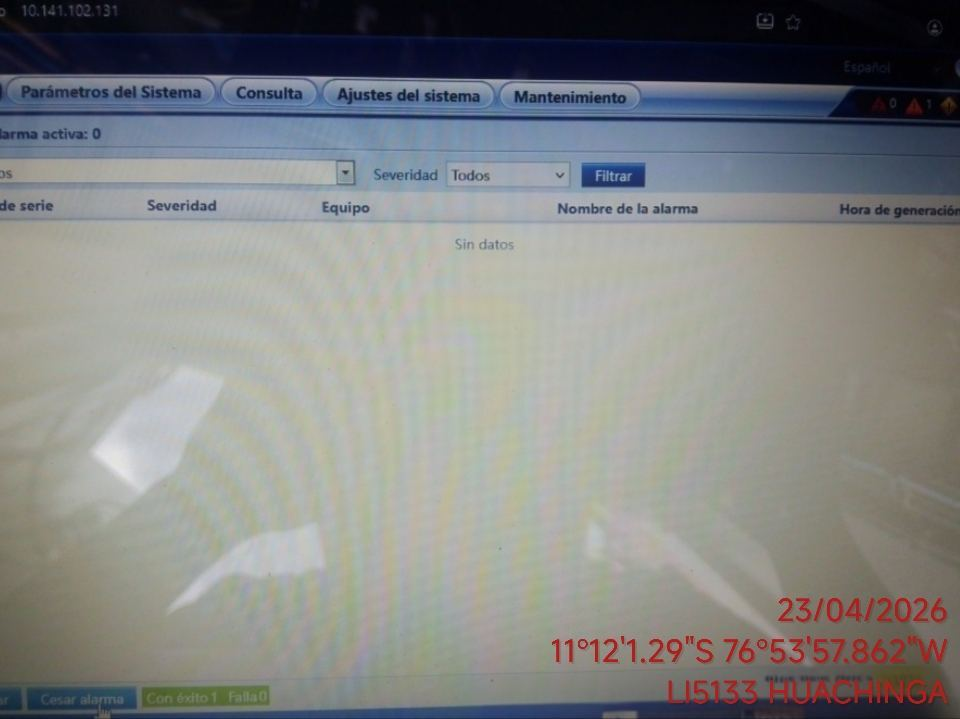 10.141.102.131
Español
Parámetros del Sistema Consulta Ajustes del sistema Mantenimiento
0 1
larma activa: 0
os Severidad Todos Filtrar
de serie Severidad Equipo Nombre de la alarma Hora de generación
Sin datos
23/04/2026
11°12'1.29"S 76°53'57.862"W
LI5133 HUACHINGA
ar Cesar alarma Con éxito 1 Falla 0